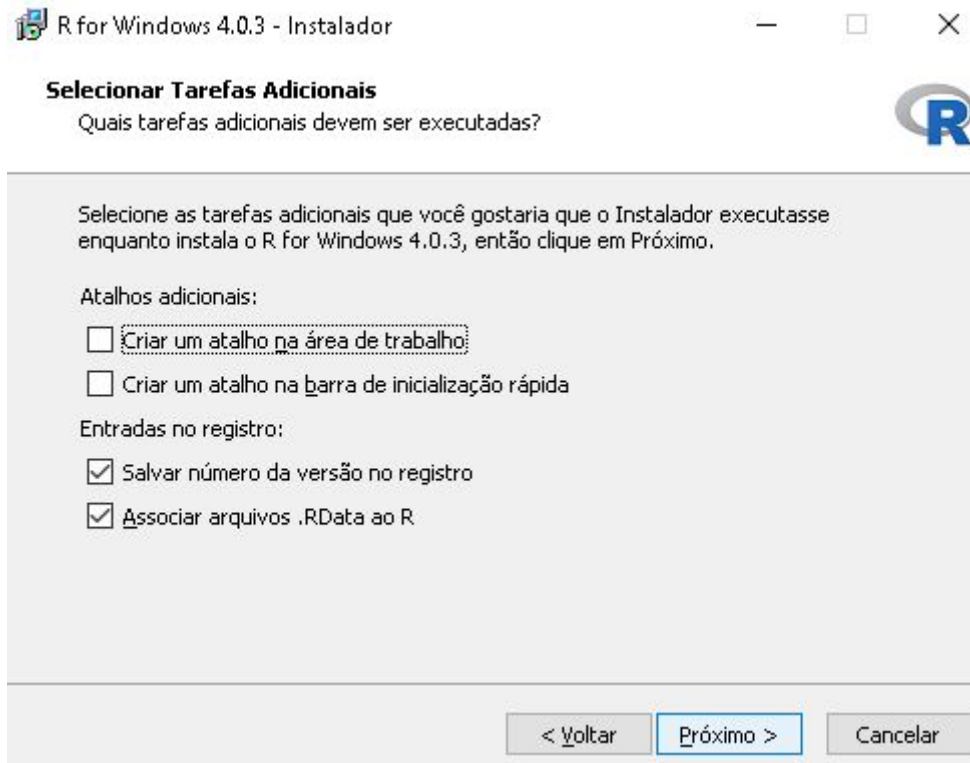 R for Windows 4.0.3 - Instalador
Selecionar Tarefas Adicionais
Quais tarefas adicionais devem ser executadas?
R
Selecione as tarefas adicionais que você gostaria que o Instalador executasse
enquanto instala o R for Windows 4.0.3, então clique em Próximo.
Atalhos adicionais:
Criar um atalho na área de trabalho
Criar um atalho na barra de inicialização rápida
Entradas no registro:
Salvar número da versão no registro
Associar arquivos .RData ao R
< Voltar
Próximo >
Cancelar